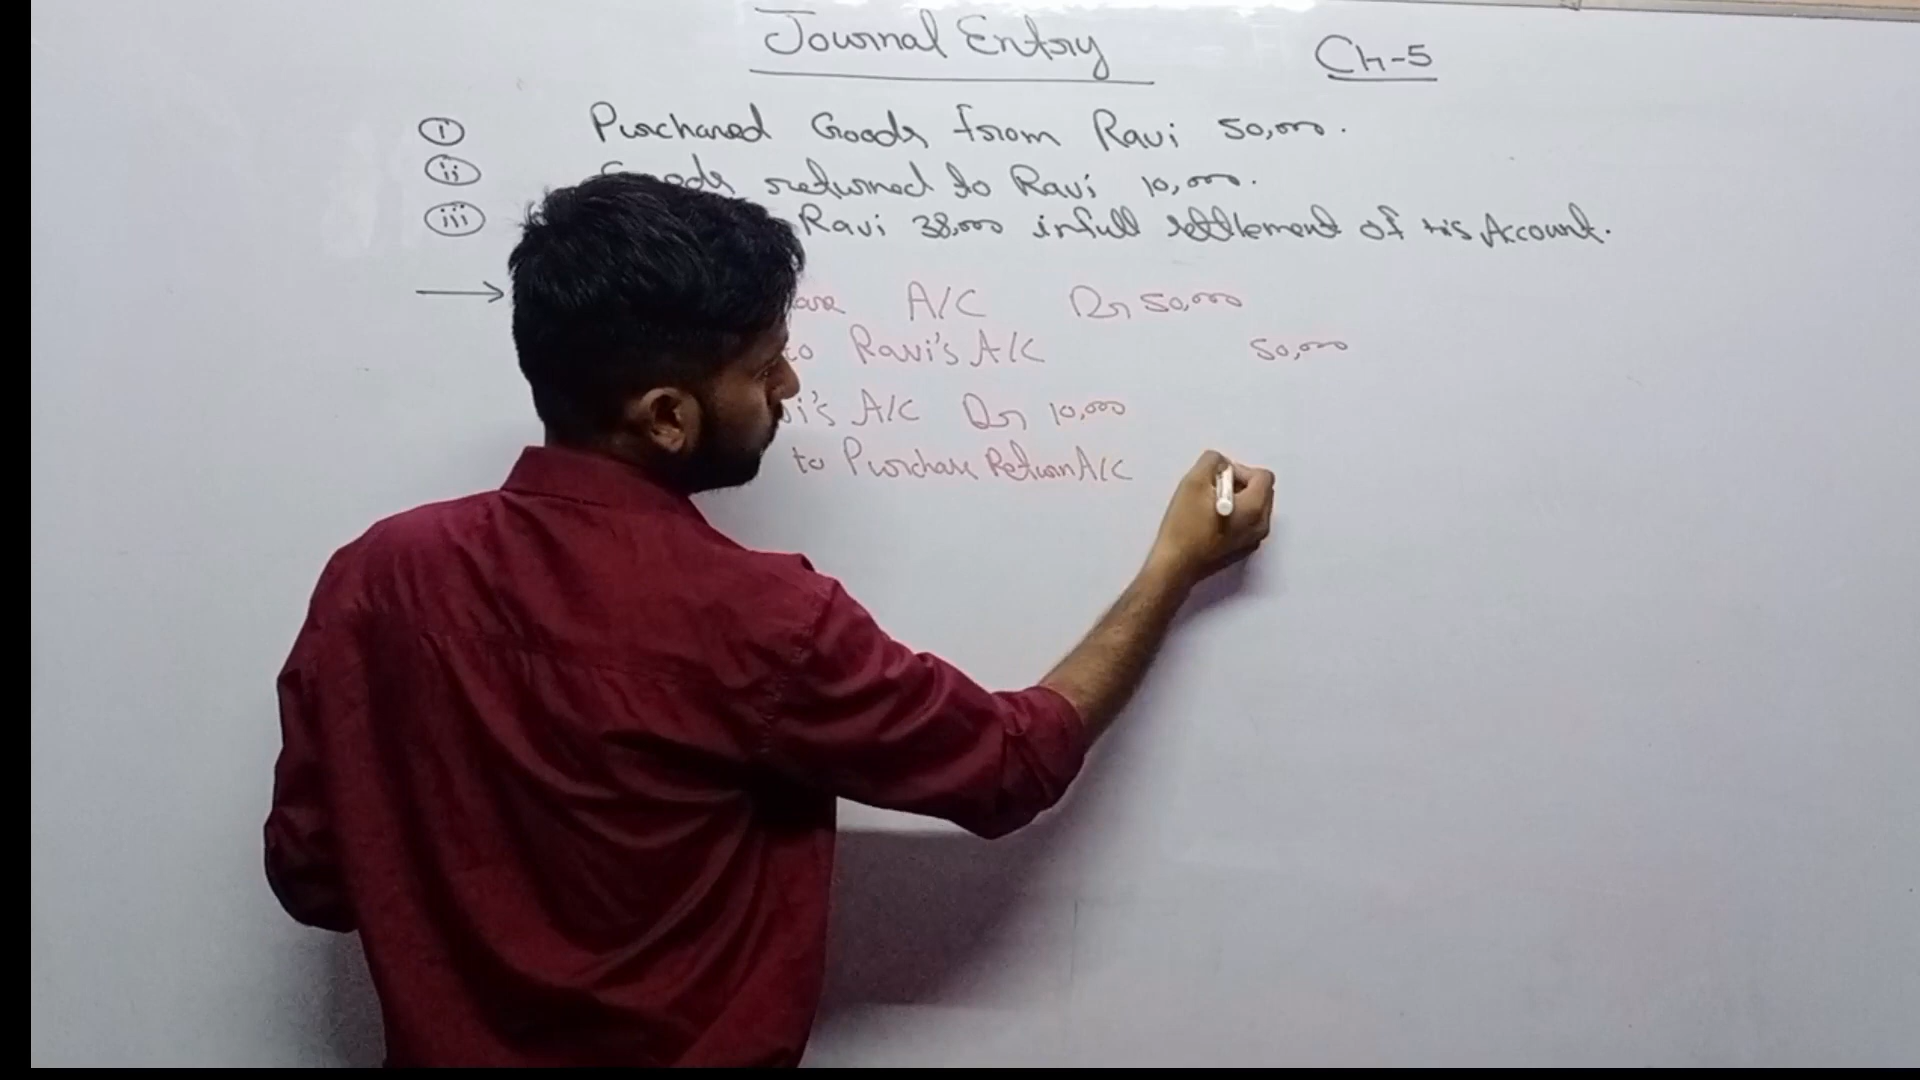 Journal Entry
Ch-5
(i) Purchased Goods from Ravi 50,000.
(ii) Goods returned to Ravi 10,000.
(iii) Ravi 38,000 in full settlement of his Account.
→ A/C Dr 50,000
to Ravi's A/C 50,000
A/C Dr 10,000
to Purchase Return A/C